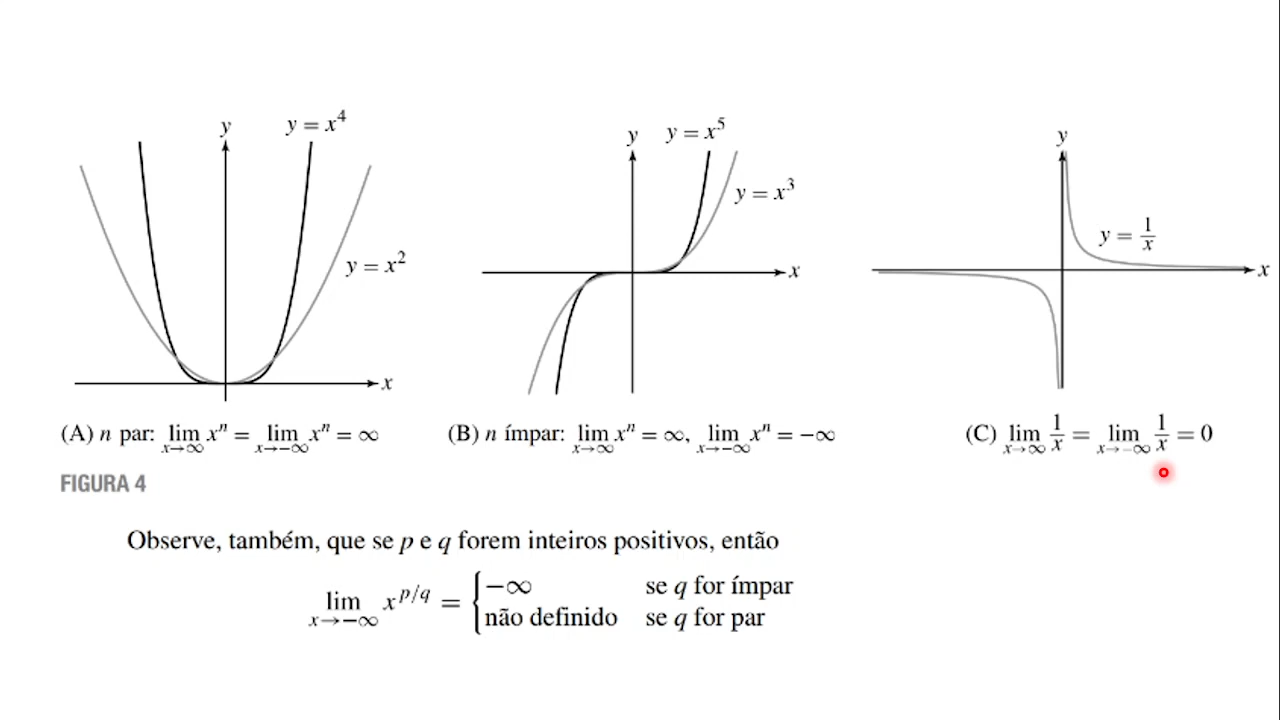 y
y = x⁴
y = x²
x
y
y = x⁵
y = x³
x
y
y = 1/x
x
(A) n par: lim x→∞ xⁿ = lim x→−∞ xⁿ = ∞
(B) n ímpar: lim x→∞ xⁿ = ∞, lim x→−∞ xⁿ = −∞
(C) lim x→∞ 1/x = lim x→−∞ 1/x = 0
FIGURA 4
Observe, também, que se p e q forem inteiros positivos, então
lim x→−∞ x^{p/q} = { −∞ se q for ímpar
não definido se q for par